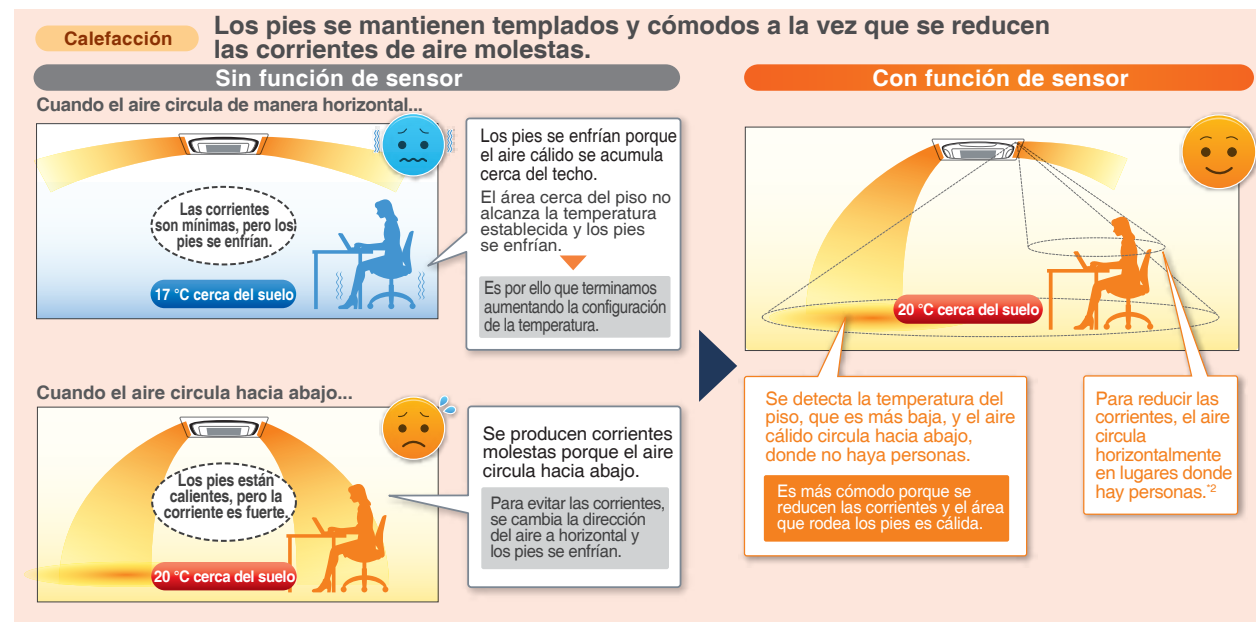 Calefacción
Los pies se mantienen templados y cómodos a la vez que se reducen
las corrientes de aire molestas.
Sin función de sensor
Cuando el aire circula de manera horizontal...
Las corrientes
son mínimas, pero los
pies se enfrían.
17 °C cerca del suelo
Los pies se enfrían porque
el aire cálido se acumula
cerca del techo.
El área cerca del piso no
alcanza la temperatura
establecida y los pies
se enfrían.
Es por ello que terminamos
aumentando la configuración
de la temperatura.
Cuando el aire circula hacia abajo...
Los pies están
calientes, pero la
corriente es fuerte.
20 °C cerca del suelo
Se producen corrientes
molestas porque el aire
circula hacia abajo.
Para evitar las corrientes,
se cambia la dirección
del aire a horizontal y
los pies se enfrían.
Con función de sensor
20 °C cerca del suelo
Se detecta la temperatura del
piso, que es más baja, y el aire
cálido circula hacia abajo,
donde no haya personas.
Es más cómodo porque se
reducen las corrientes y el área
que rodea los pies es cálida.
Para reducir las
corrientes, el aire
circula
horizontalmente
en lugares donde
hay personas.*2